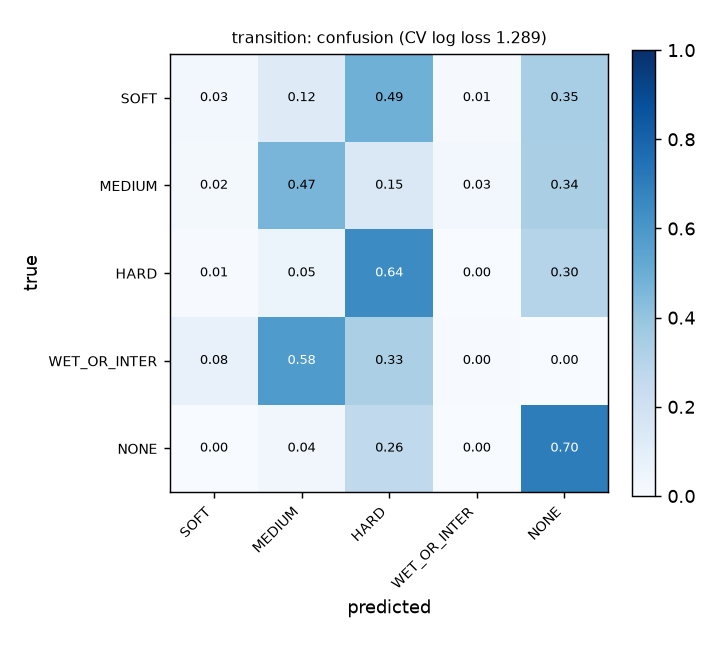 transition: confusion (CV log loss 1.289)
SOFT 0.03 0.12 0.49 0.01 0.35
MEDIUM 0.02 0.47 0.15 0.03 0.34
HARD 0.01 0.05 0.64 0.00 0.30
WET_OR_INTER 0.08 0.58 0.33 0.00 0.00
NONE 0.00 0.04 0.26 0.00 0.70
SOFT MEDIUM HARD WET_OR_INTER NONE
predicted
true
1.0
0.8
0.6
0.4
0.2
0.0